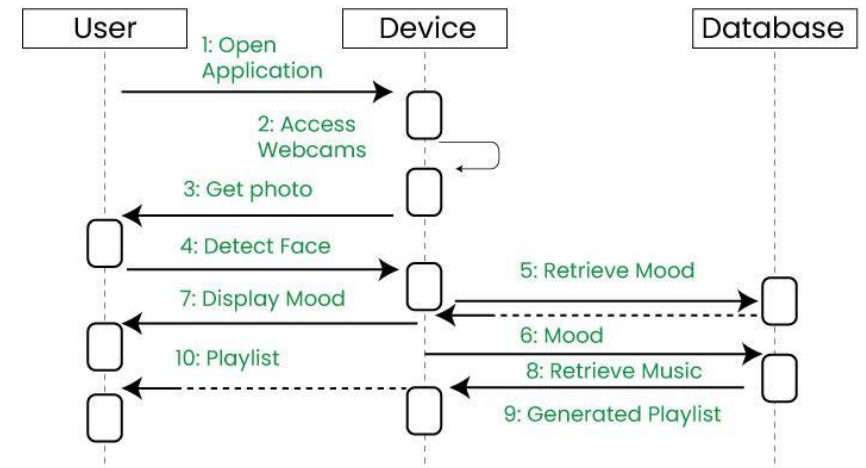 User
Device
Database
1: Open
Application
2: Access
Webcams
3: Get photo
4: Detect Face
5: Retrieve Mood
7: Display Mood
6: Mood
10: Playlist
8: Retrieve Music
9: Generated Playlist